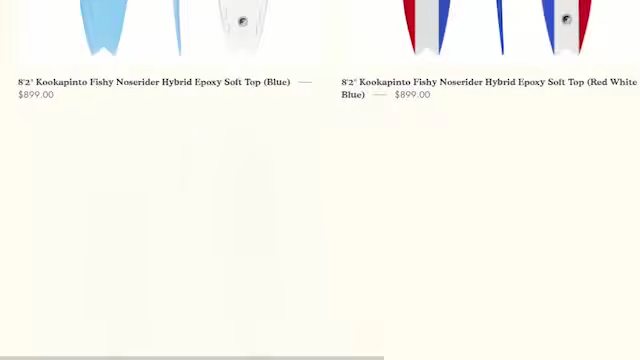 8'2" Kookapinto Fishy Noserider Hybrid Epoxy Soft Top (Blue) —
$899.00
8'2" Kookapinto Fishy Noserider Hybrid Epoxy Soft Top (Red White
Blue) — $899.00